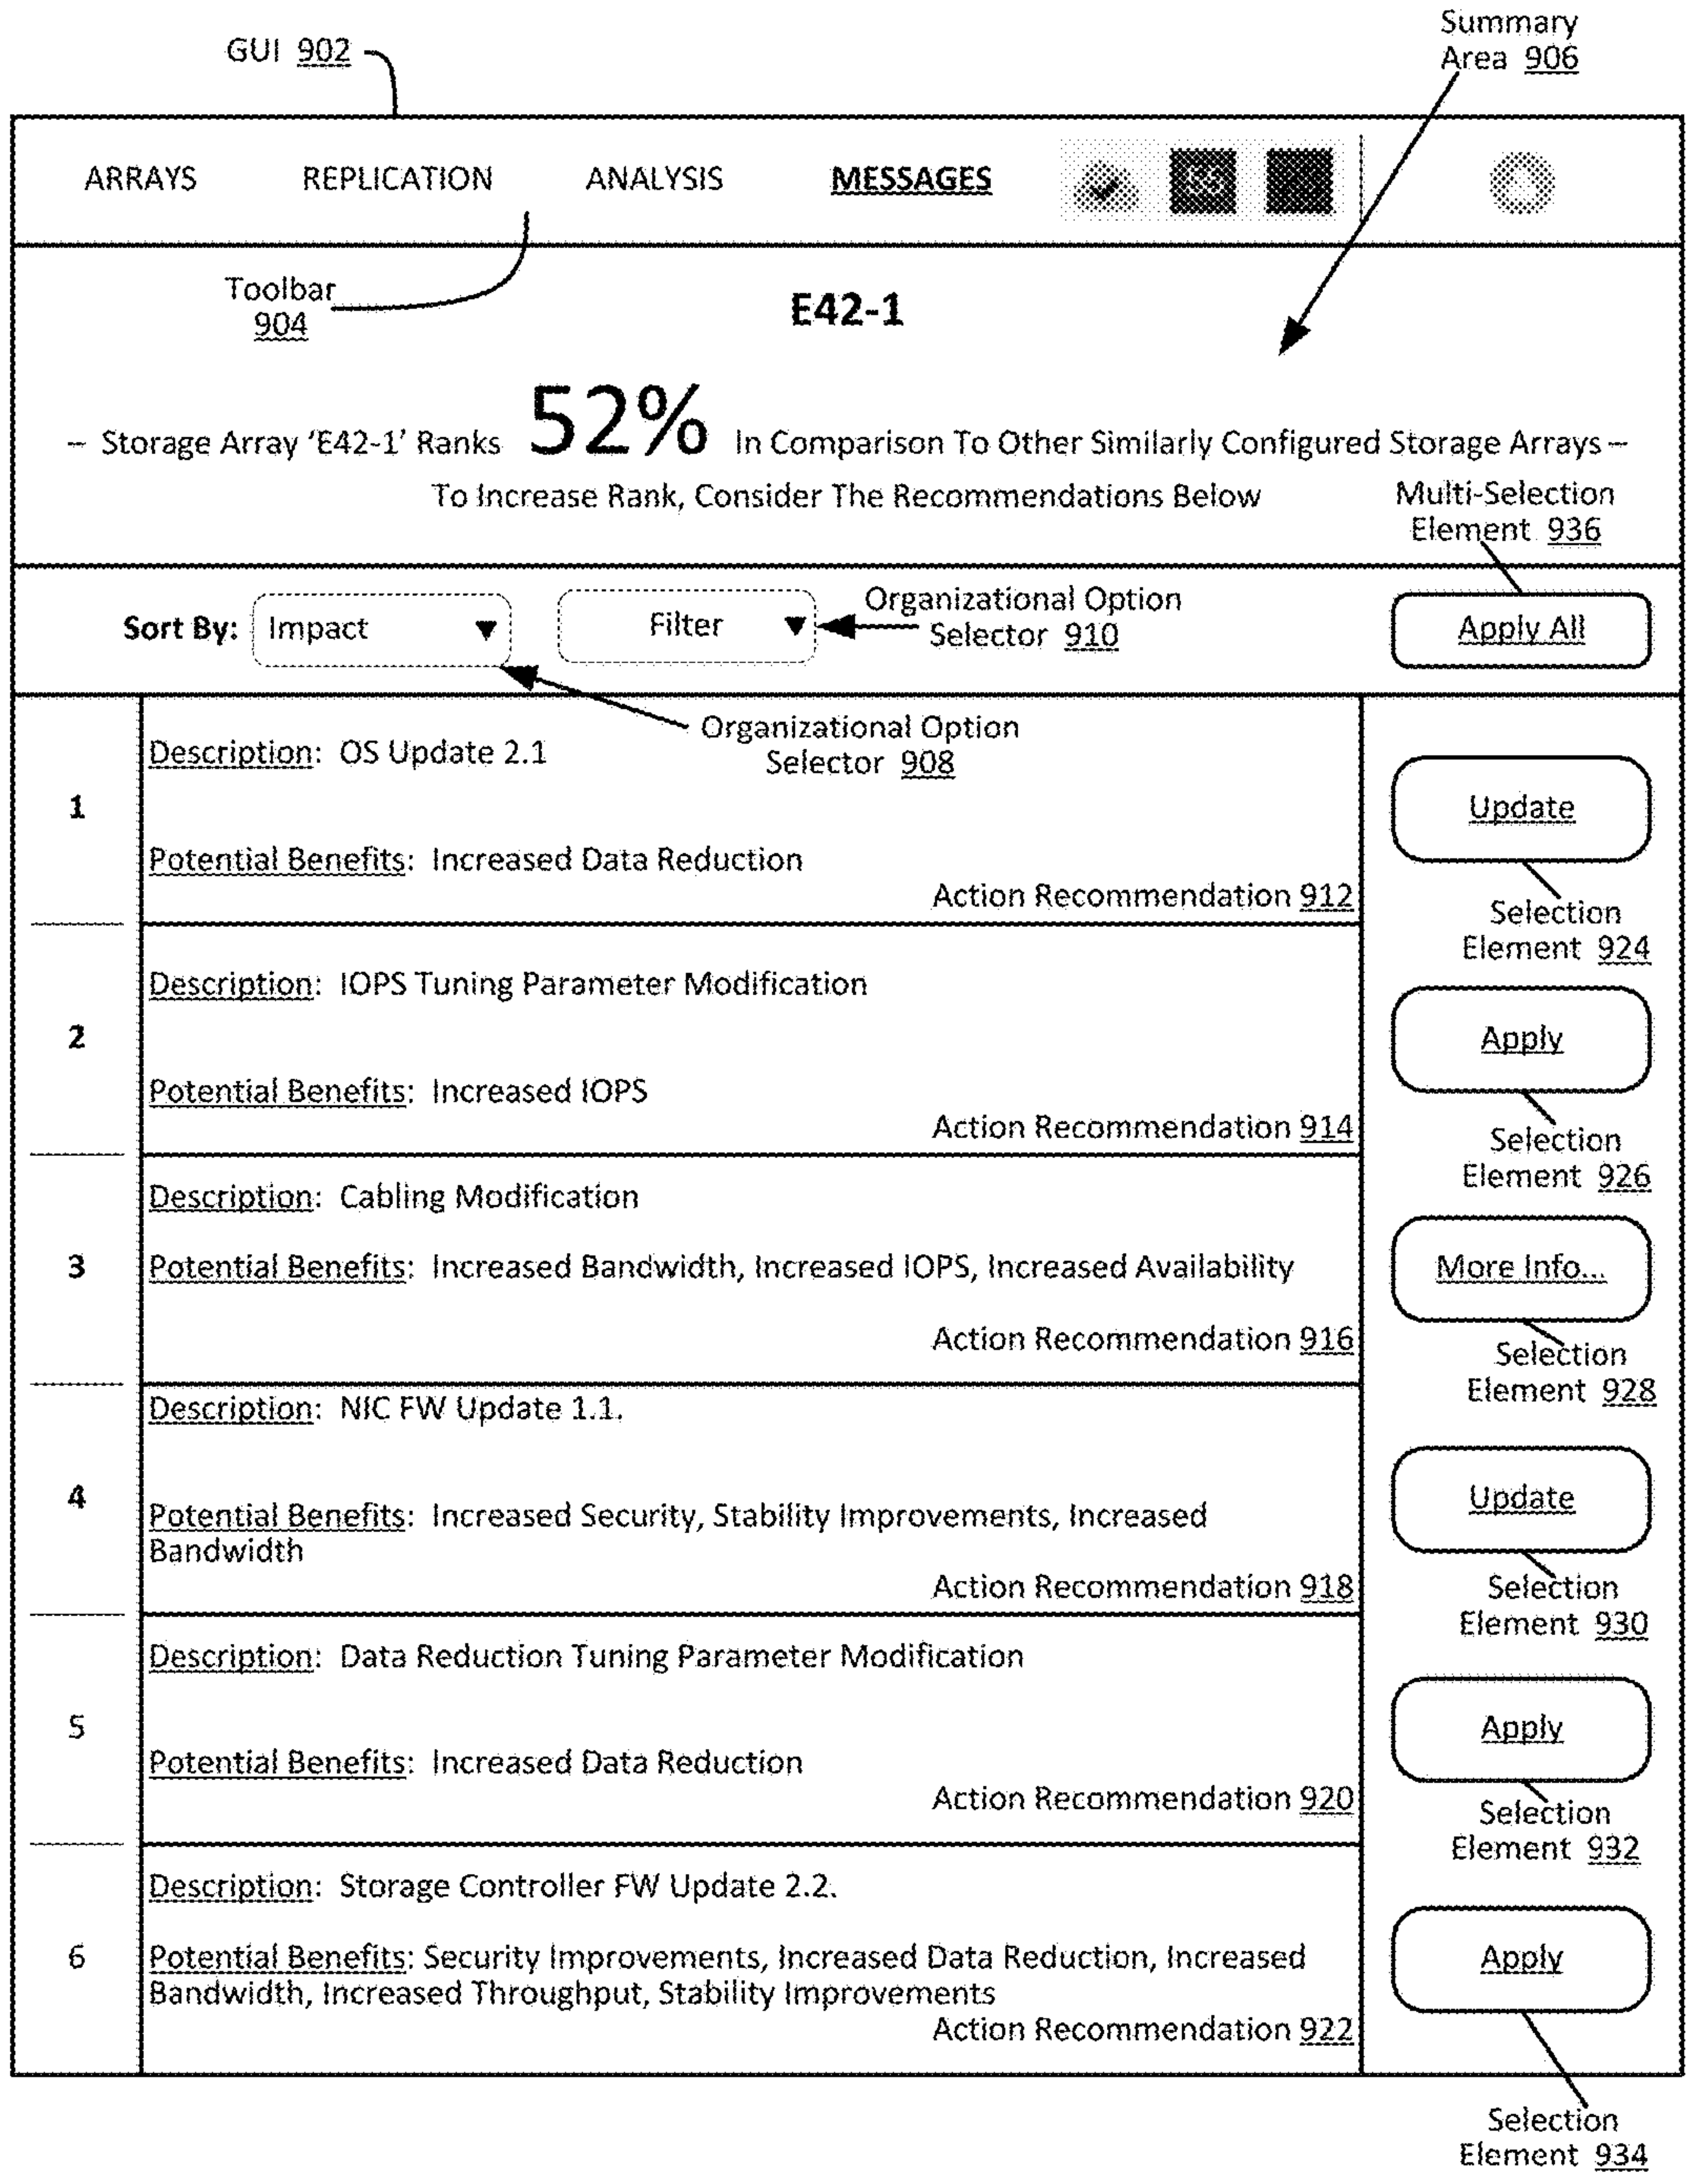 GUI 902
Summary
Area 906
ARRAYS REPLICATION ANALYSIS MESSAGES
Toolbar
904
E42-1
– Storage Array 'E42-1' Ranks 52% In Comparison To Other Similarly Configured Storage Arrays –
To Increase Rank, Consider The Recommendations Below
Multi-Selection
Element 936
Sort By: Impact ▼ Filter ▼
Organizational Option
Selector 910
Apply All
Organizational Option
Selector 908
1
Description: OS Update 2.1
Potential Benefits: Increased Data Reduction
Action Recommendation 912
Update
Selection
Element 924
2
Description: IOPS Tuning Parameter Modification
Potential Benefits: Increased IOPS
Action Recommendation 914
Apply
Selection
Element 926
3
Description: Cabling Modification
Potential Benefits: Increased Bandwidth, Increased IOPS, Increased Availability
Action Recommendation 916
More Info...
Selection
Element 928
4
Description: NIC FW Update 1.1.
Potential Benefits: Increased Security, Stability Improvements, Increased
Bandwidth
Action Recommendation 918
Update
Selection
Element 930
5
Description: Data Reduction Tuning Parameter Modification
Potential Benefits: Increased Data Reduction
Action Recommendation 920
Apply
Selection
Element 932
6
Description: Storage Controller FW Update 2.2.
Potential Benefits: Security Improvements, Increased Data Reduction, Increased
Bandwidth, Increased Throughput, Stability Improvements
Action Recommendation 922
Apply
Selection
Element 934